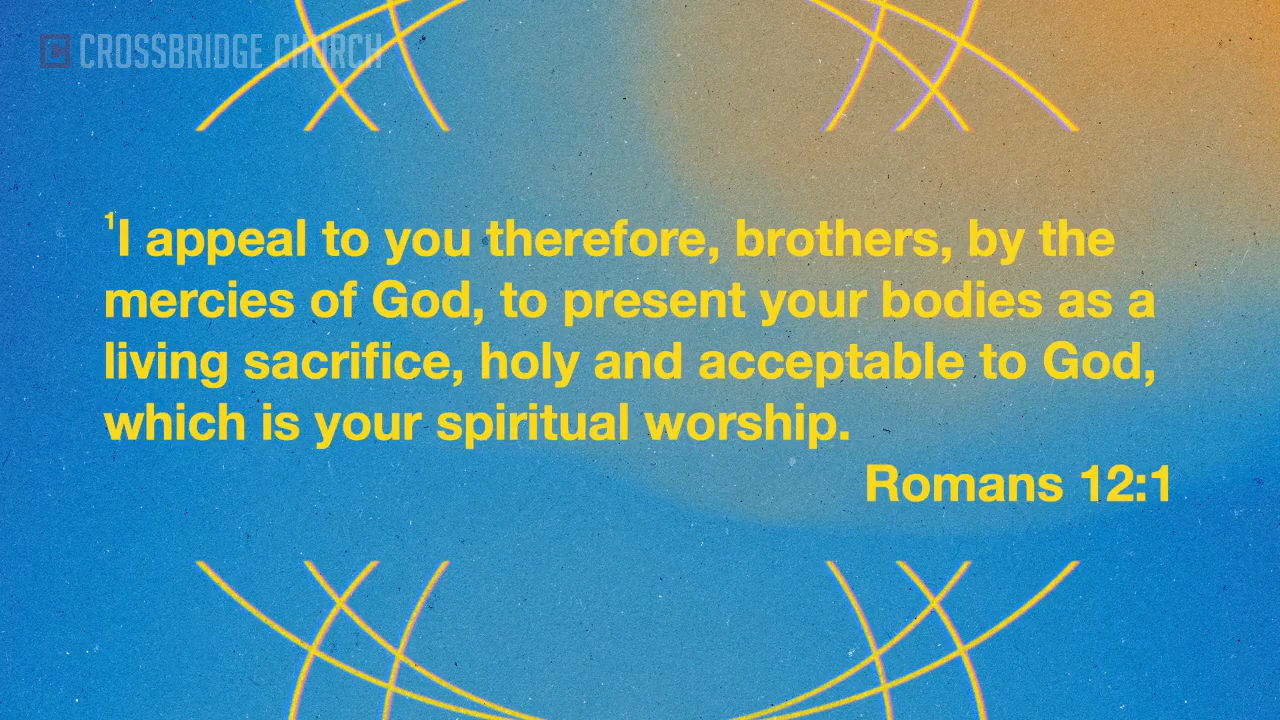 CROSSBRIDGE CHURCH
¹I appeal to you therefore, brothers, by the
mercies of God, to present your bodies as a
living sacrifice, holy and acceptable to God,
which is your spiritual worship.
Romans 12:1